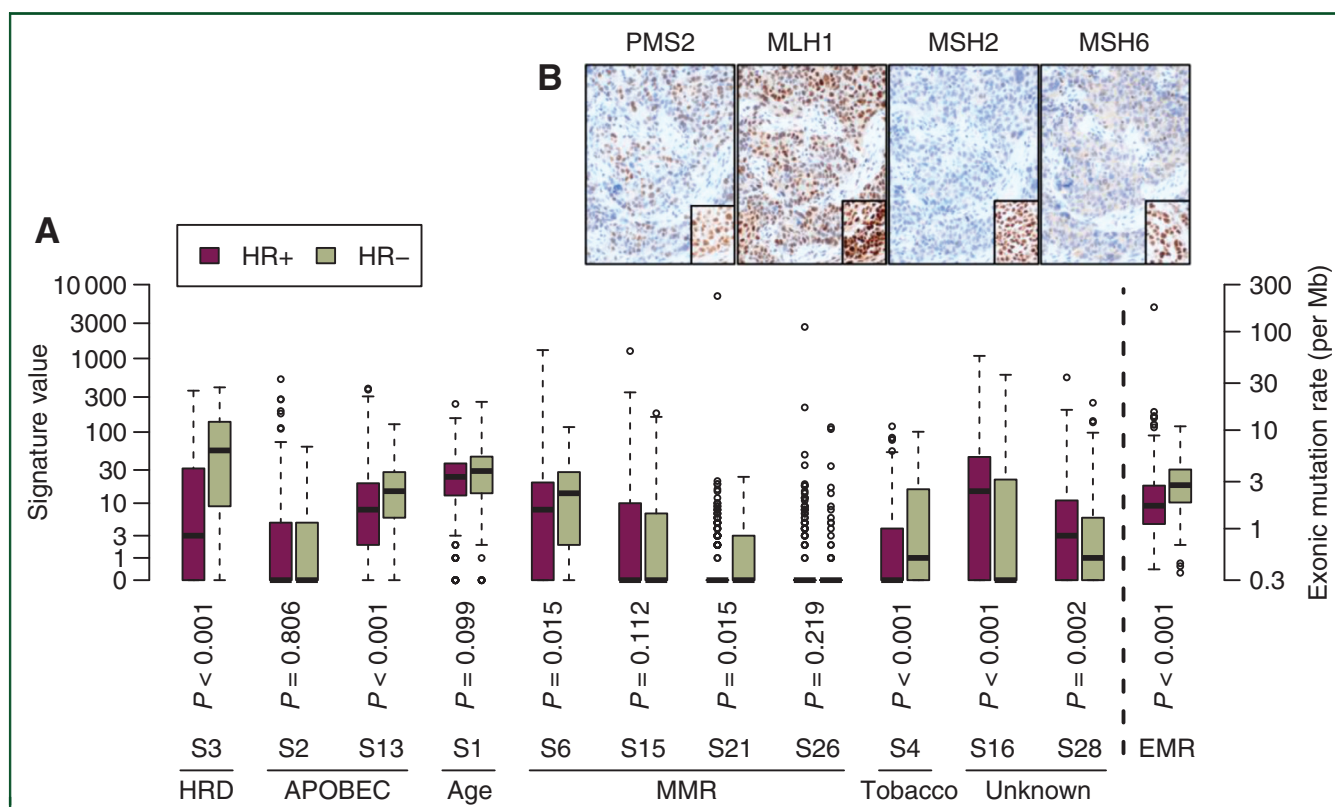 PMS2 MLH1 MSH2 MSH6
B
A
HR+ HR−
Signature value
10 000
3000
1000
300
100
30
10
3
1
0
300
100
30
10
3
1
0.3
Exonic mutation rate (per Mb)
P < 0.001
P = 0.806
P < 0.001
P = 0.099
P = 0.015
P = 0.112
P = 0.015
P = 0.219
P < 0.001
P < 0.001
P = 0.002
P < 0.001
S3 S2 S13 S1 S6 S15 S21 S26 S4 S16 S28 EMR
HRD APOBEC Age MMR Tobacco Unknown